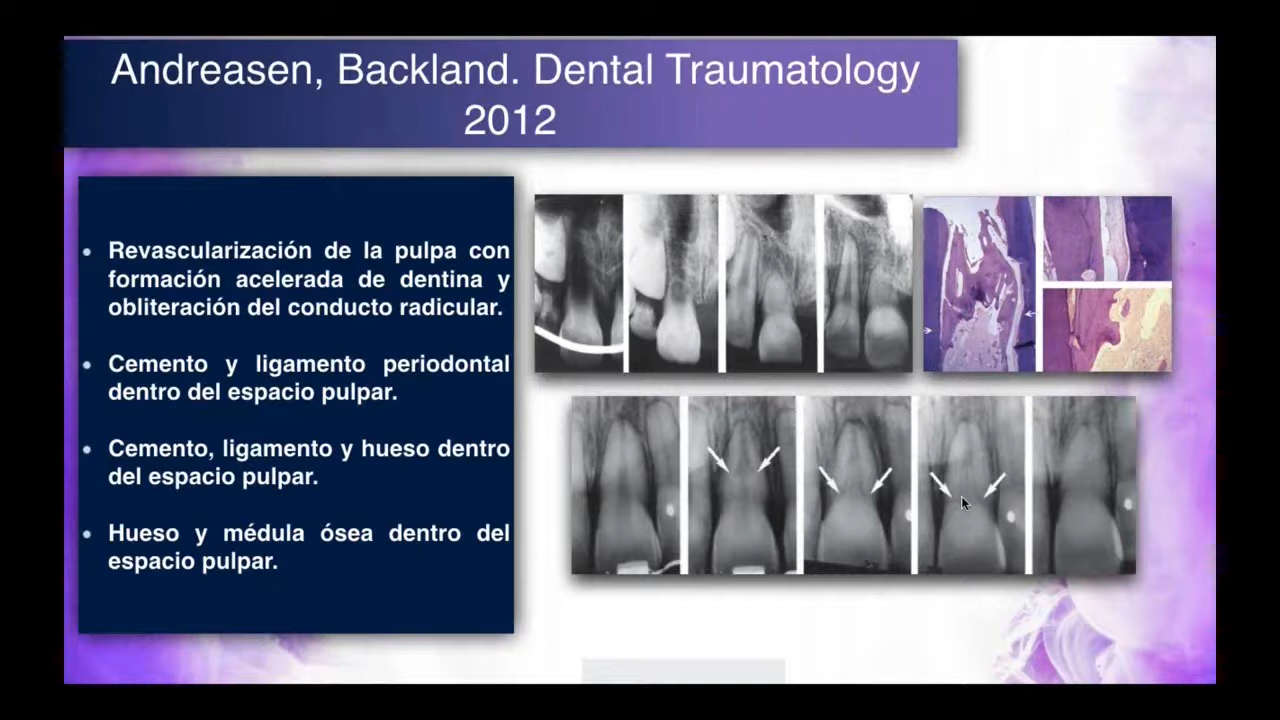 Andreasen, Backland. Dental Traumatology
2012
• Revascularización de la pulpa con
formación acelerada de dentina y
obliteración del conducto radicular.
• Cemento y ligamento periodontal
dentro del espacio pulpar.
• Cemento, ligamento y hueso dentro
del espacio pulpar.
• Hueso y médula ósea dentro del
espacio pulpar.